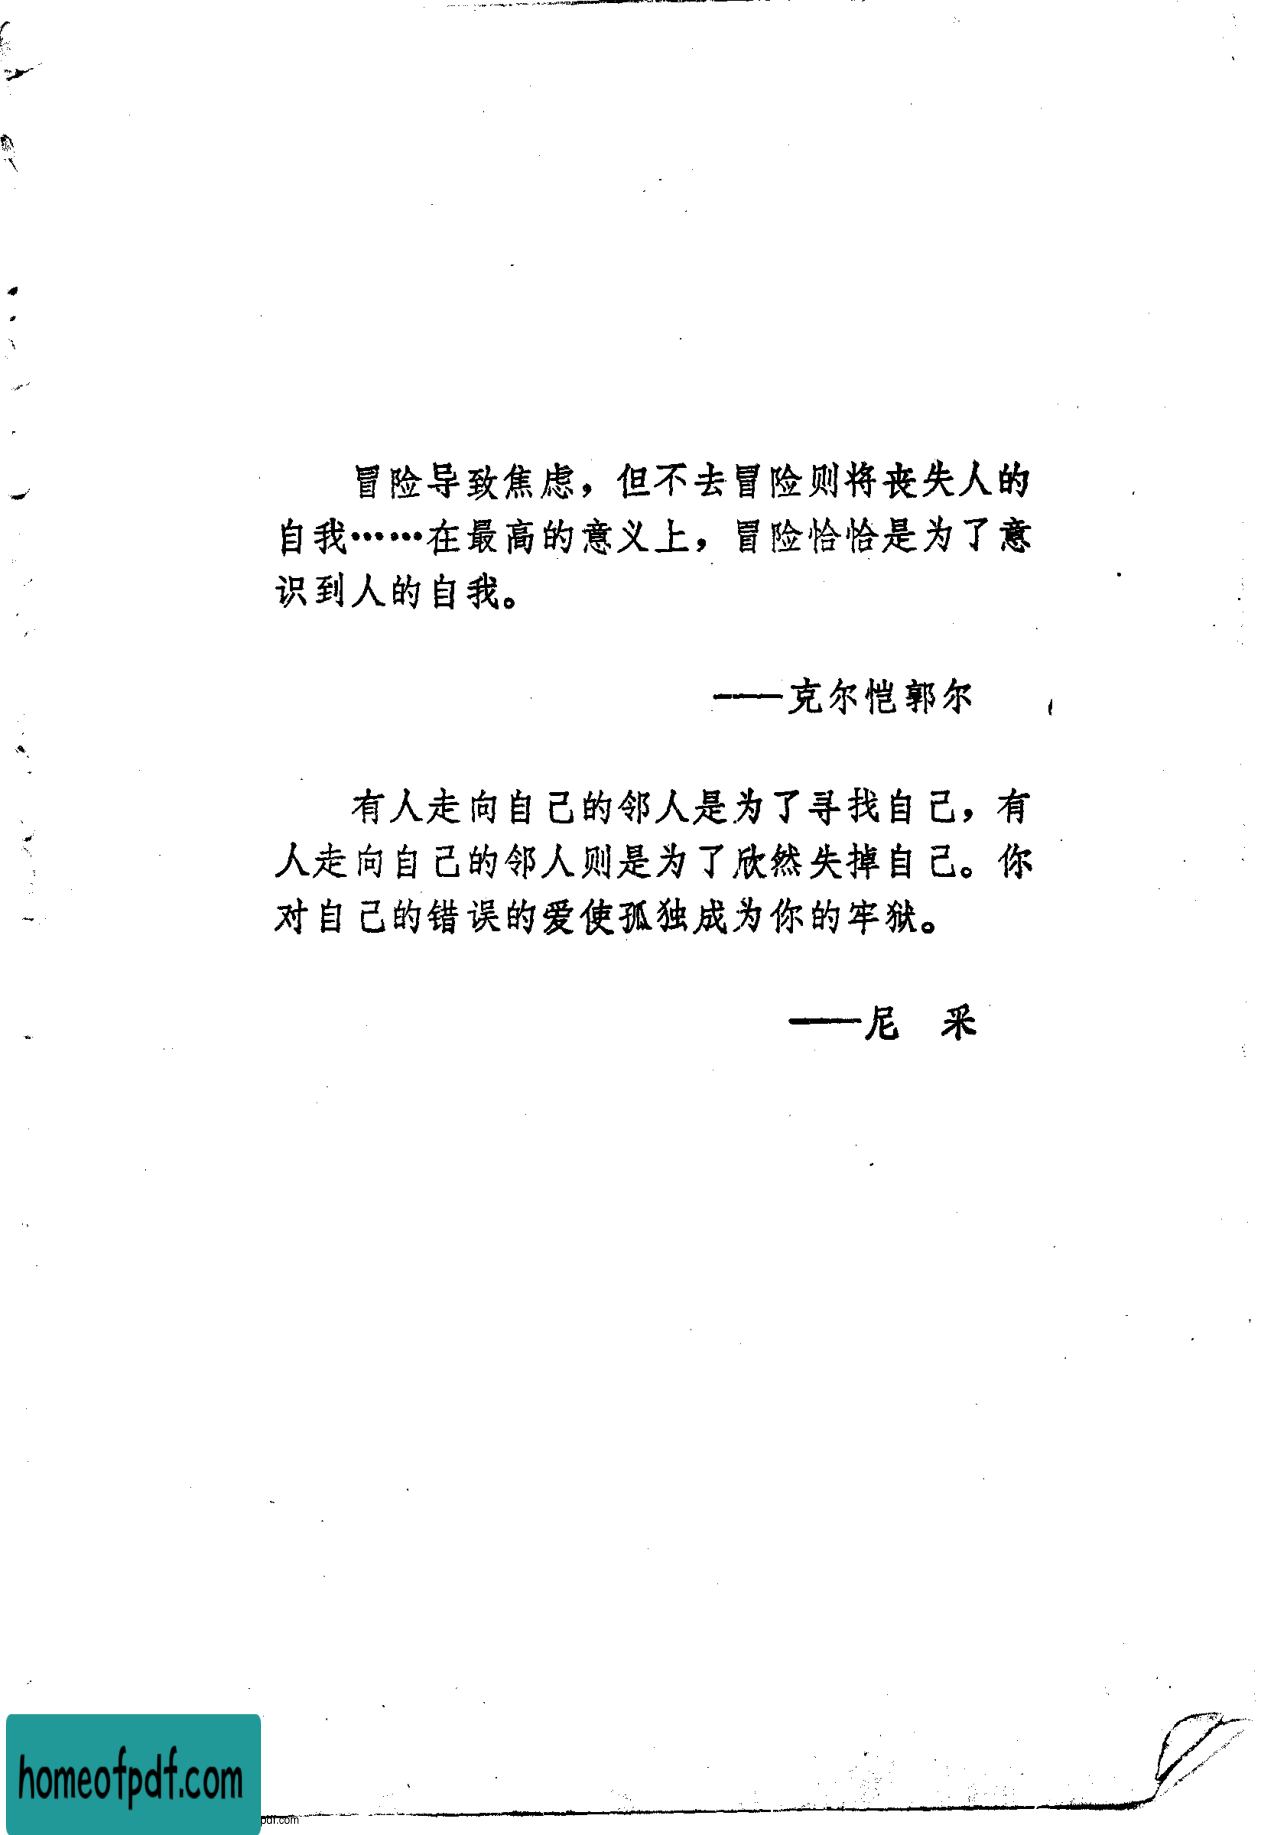 冒险导致焦虑，但不去冒险则将丧失人的
自我……在最高的意义上，冒险恰恰是为了意
识到人的自我。
——克尔恺郭尔
有人走向自己的邻人是为了寻找自己，有
人走向自己的邻人则是为了欣然失掉自己。你
对自己的错误的爱使孤独成为你的牢狱。
——尼　采
homeofpdf.com
pdf.com